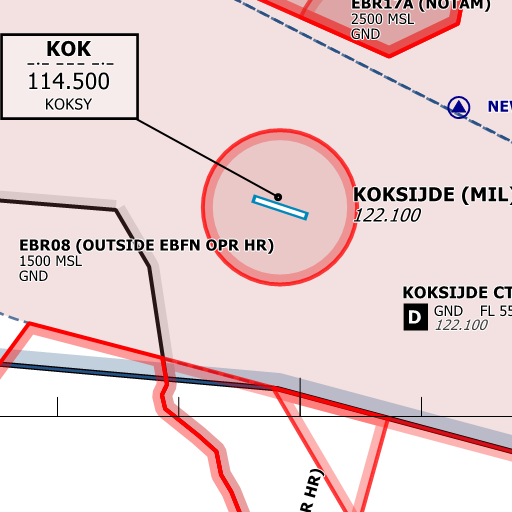 EBR17A (NOTAM)
2500 MSL
GND
KOK
114.500
KOKSY
KOKSIJDE (MIL)
122.100
EBR08 (OUTSIDE EBFN OPR HR)
1500 MSL
GND
KOKSIJDE CT
D GND FL 55
122.100
R HR)